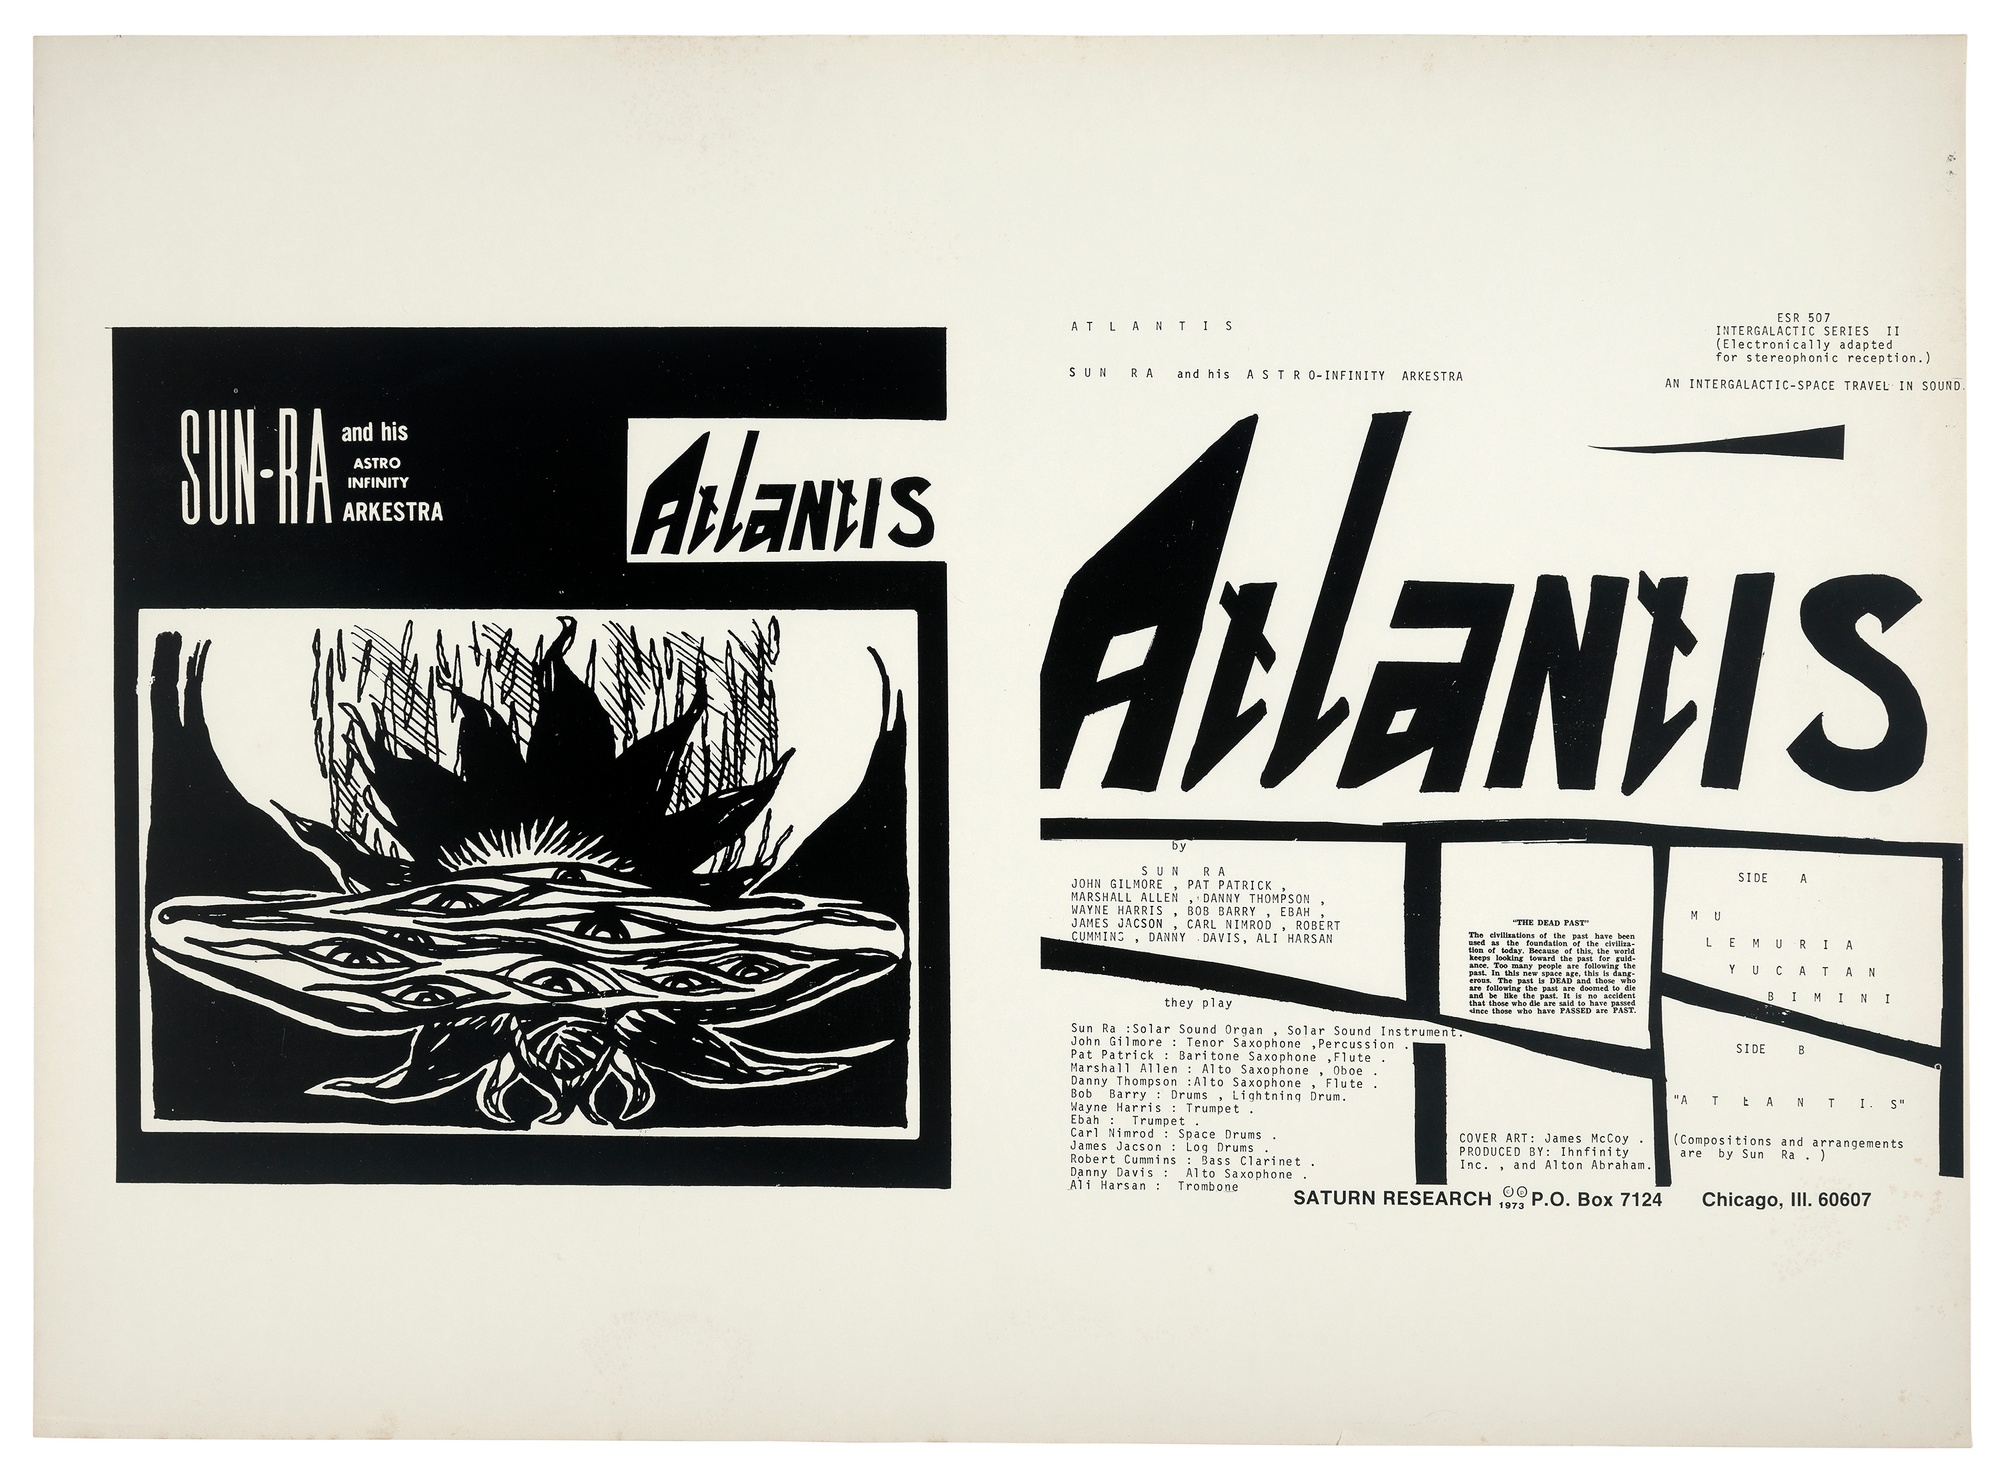 SUN-RA and his
ASTRO
INFINITY
ARKESTRA
Atlantis
A T L A N T I S
S U N R A and his A S T R O-INFINITY ARKESTRA
ESR 507
INTERGALACTIC SERIES II
(Electronically adapted
for stereophonic reception.)
AN INTERGALACTIC-SPACE TRAVEL IN SOUND.
Atlantis
by
S U N R A
JOHN GILMORE , PAT PATRICK ,
MARSHALL ALLEN , DANNY THOMPSON ,
WAYNE HARRIS , BOB BARRY , EBAH ,
JAMES JACSON , CARL NIMROD , ROBERT
CUMMINS , DANNY DAVIS, ALI HARSAN
they play
Sun Ra :Solar Sound Organ , Solar Sound Instrument.
John Gilmore : Tenor Saxophone ,Percussion .
Pat Patrick : Baritone Saxophone ,Flute .
Marshall Allen : Alto Saxophone , Oboe .
Danny Thompson :Alto Saxophone , Flute .
Bob Barry : Drums , Lightning Drum.
Wayne Harris : Trumpet .
Ebah : Trumpet .
Carl Nimrod : Space Drums .
James Jacson : Log Drums .
Robert Cummins : Bass Clarinet .
Danny Davis : Alto Saxophone .
Ali Harsan : Trombone
"THE DEAD PAST"
The civilizations of the past have been
used as the foundation of the civiliza-
tion of today. Because of this, the world
keeps looking toward the past for guid-
ance. Too many people are following the
past. In this new space age, this is dang-
erous. The past is DEAD and those who
are following the past are doomed to die
and be like the past. It is no accident
that those who die are said to have passed
since those who have PASSED are PAST.
COVER ART: James McCoy .
PRODUCED BY: Ihnfinity
Inc. , and Alton Abraham.
SIDE A
M U
L E M U R I A
Y U C A T A N
B I M I N I
SIDE B
"A T L A N T I S"
(Compositions and arrangements
are by Sun Ra . )
SATURN RESEARCH © ℗ 1973 P.O. Box 7124 Chicago, Ill. 60607